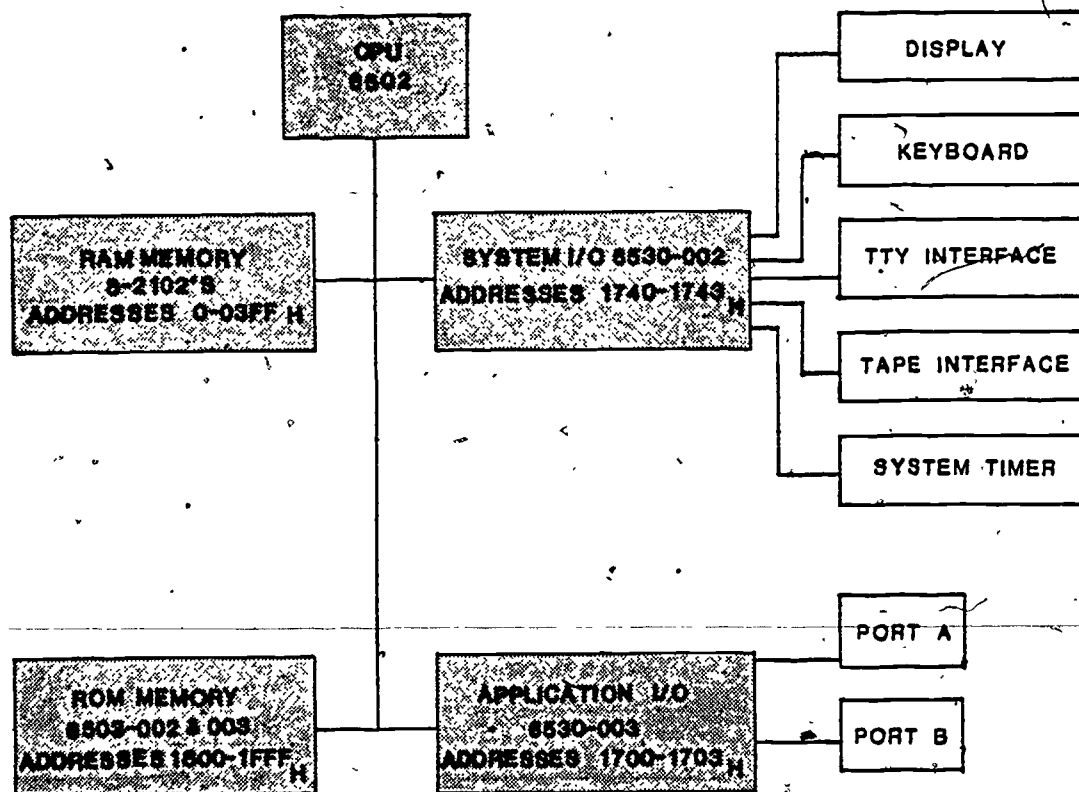 CPU
6502
DISPLAY
KEYBOARD
RAM MEMORY
8-2102'S
ADDRESSES 0-03FF H
SYSTEM I/O 6530-002
ADDRESSES 1740-1743 H
TTY INTERFACE
TAPE INTERFACE
SYSTEM TIMER
ROM MEMORY
6503-002 & 003
ADDRESSES 1800-1FFF H
APPLICATION I/O
6530-003
ADDRESSES 1700-1703 H
PORT A
PORT B